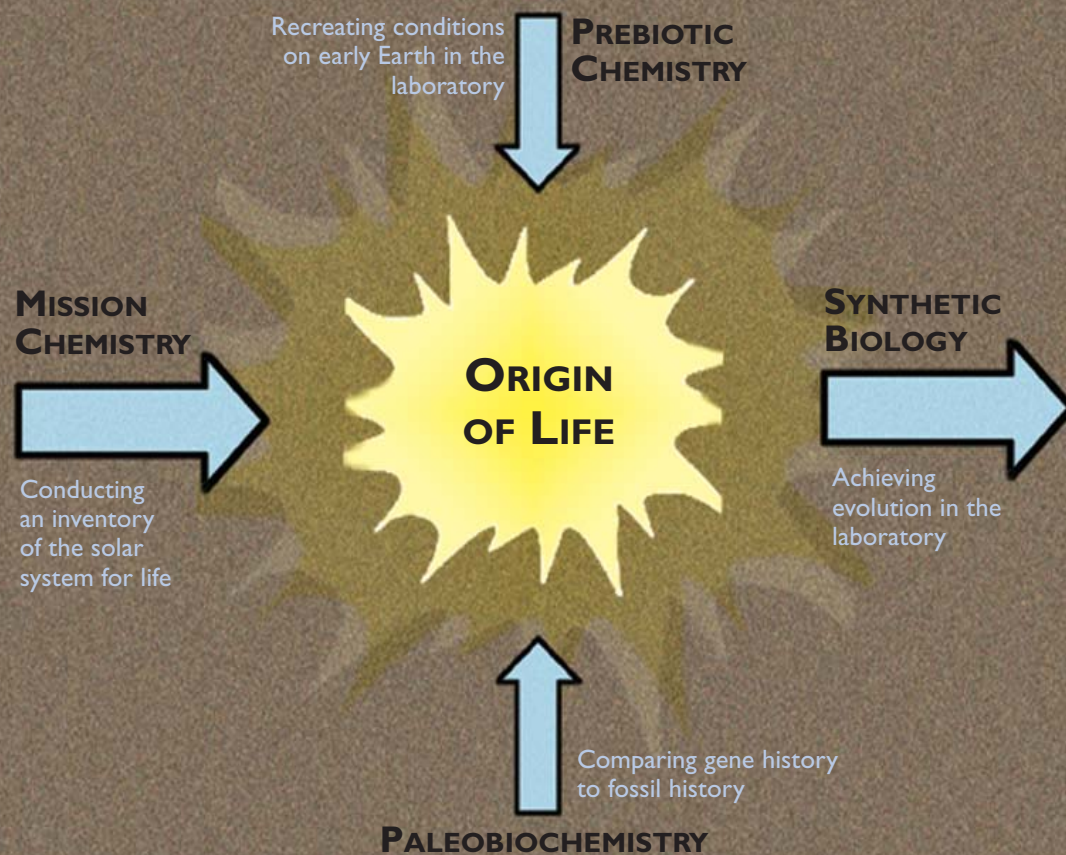 Recreating conditions
on early Earth in the
laboratory
PREBIOTIC
CHEMISTRY
MISSION
CHEMISTRY
Conducting
an inventory
of the solar
system for life
ORIGIN
OF LIFE
SYNTHETIC
BIOLOGY
Achieving
evolution in the
laboratory
Comparing gene history
to fossil history
PALEOBIOCHEMISTRY